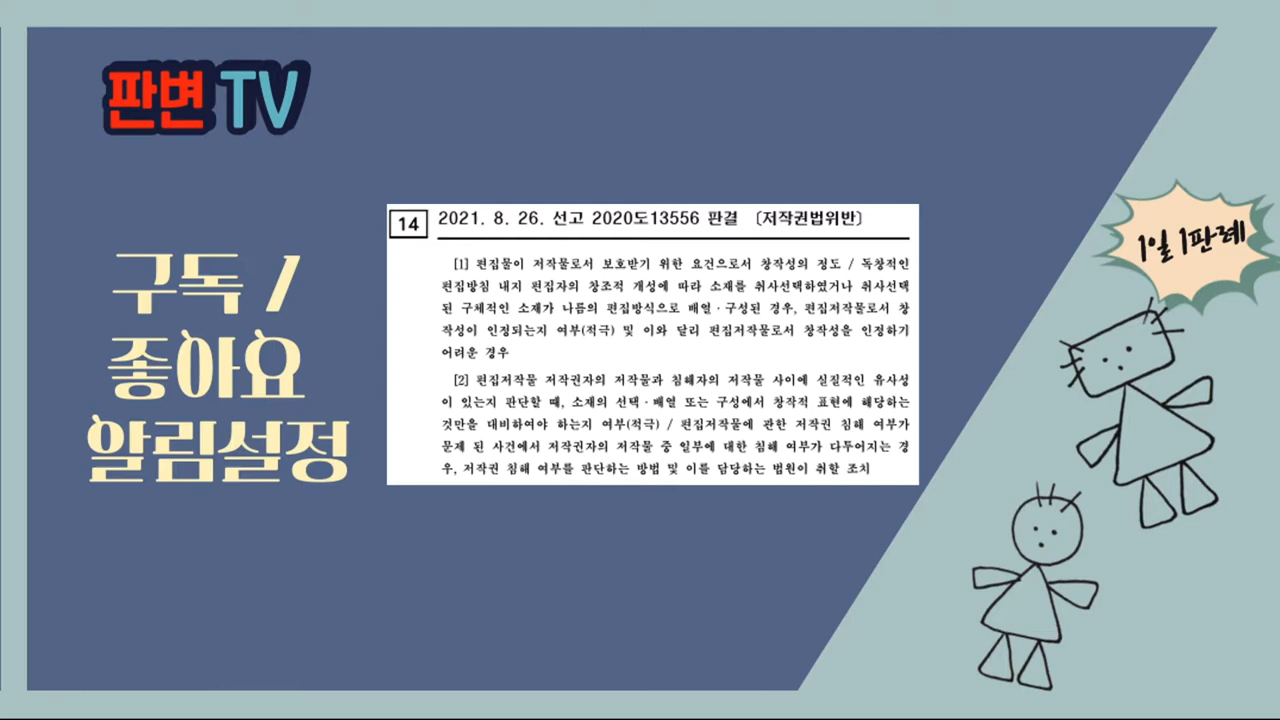 판변 TV
구독 /
좋아요
알림설정
14 2021. 8. 26. 선고 2020도13556 판결 〔저작권법위반〕
[1] 편집물이 저작물로서 보호받기 위한 요건으로서 창작성의 정도 / 독창적인
편집방침 내지 편집자의 창조적 개성에 따라 소재를 취사선택하였거나 취사선택
된 구체적인 소재가 나름의 편집방식으로 배열·구성된 경우, 편집저작물로서 창
작성이 인정되는지 여부(적극) 및 이와 달리 편집저작물로서 창작성을 인정하기
어려운 경우
[2] 편집저작물 저작권자의 저작물과 침해자의 저작물 사이에 실질적인 유사성
이 있는지 판단할 때, 소재의 선택·배열 또는 구성에서 창작적 표현에 해당하는
것만을 대비하여야 하는지 여부(적극) / 편집저작물에 관한 저작권 침해 여부가
문제 된 사건에서 저작권자의 저작물 중 일부에 대한 침해 여부가 다투어지는 경
우, 저작권 침해 여부를 판단하는 방법 및 이를 담당하는 법원이 취할 조치
1일 1판례